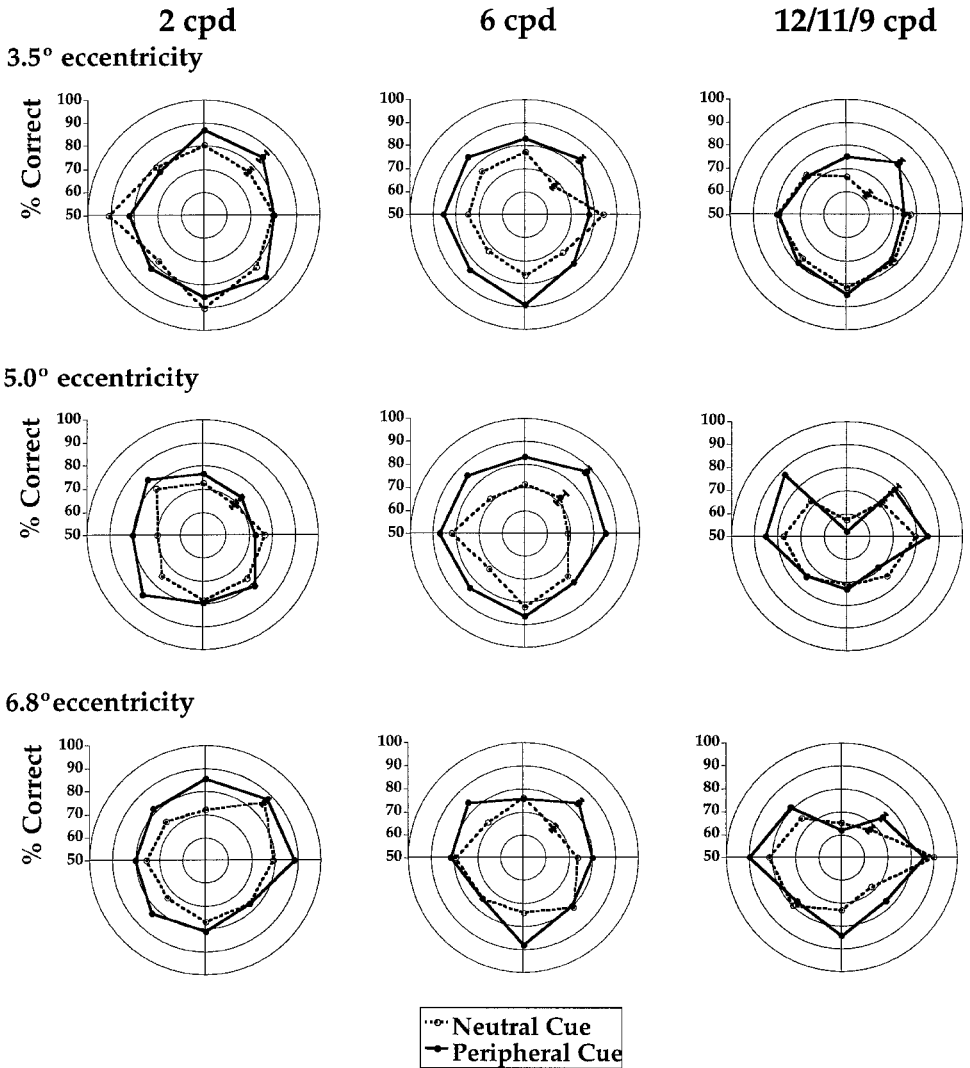 2 cpd 6 cpd 12/11/9 cpd
3.5° eccentricity
% Correct
100 100 100
90 90 90
80 80 80
70 70 70
60 60 60
50 50 50
5.0° eccentricity
% Correct
100 100 100
90 90 90
80 80 80
70 70 70
60 60 60
50 50 50
6.8° eccentricity
% Correct
100 100 100
90 90 90
80 80 80
70 70 70
60 60 60
50 50 50
Neutral Cue
Peripheral Cue